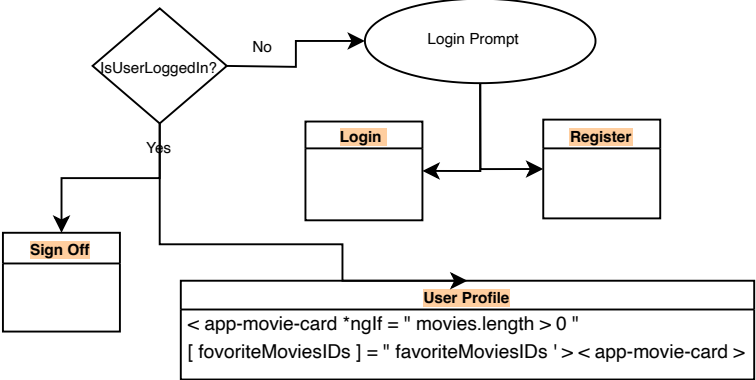 No
Login Prompt
IsUserLoggedIn?
Login
Register
Yes
Sign Off
User Profile
< app-movie-card *ngIf = " movies.length > 0 "
[ fovoriteMoviesIDs ] = " favoriteMoviesIDs ' > < app-movie-card >